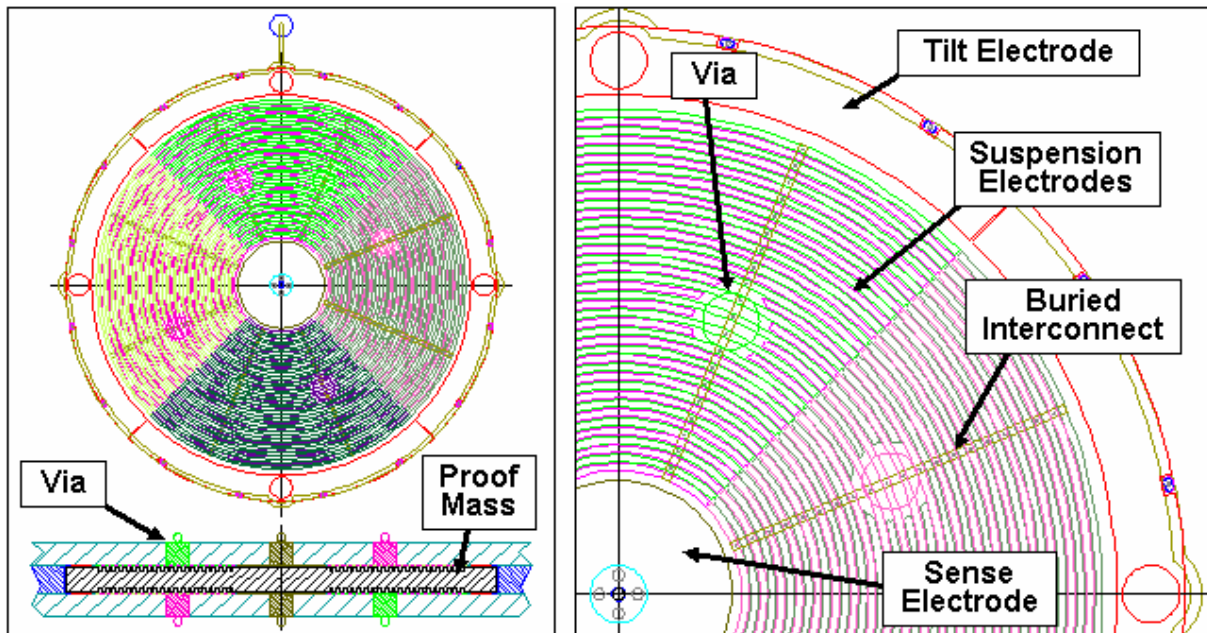 Via
Proof
Mass
Tilt Electrode
Via
Suspension
Electrodes
Buried
Interconnect
Sense
Electrode